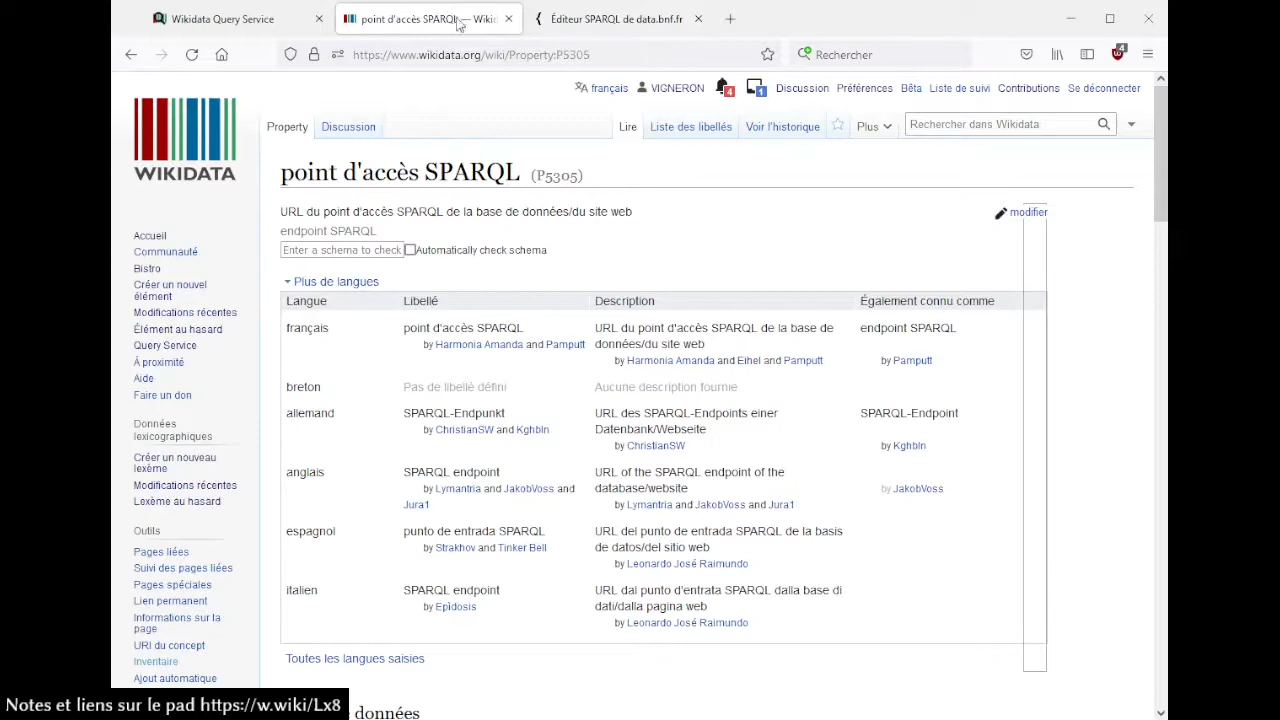 Wikidata Query Service
point d'accès SPARQL — Wiki
Éditeur SPARQL de data.bnf.fr
https://www.wikidata.org/wiki/Property:P5305
Rechercher
4
français
VIGNERON
4
1
Discussion
Préférences
Bêta
Liste de suivi
Contributions
Se déconnecter
WIKIDATA
Property
Discussion
Lire
Liste des libellés
Voir l'historique
Plus
Rechercher dans Wikidata
point d'accès SPARQL (P5305)
URL du point d'accès SPARQL de la base de données/du site web
modifier
endpoint SPARQL
Enter a schema to check
Automatically check schema
Plus de langues
Langue Libellé Description Également connu comme
français
point d'accès SPARQL
by Harmonia Amanda and Pamputt
URL du point d'accès SPARQL de la base de
données/du site web
by Harmonia Amanda and Eihel and Pamputt
endpoint SPARQL
by Pamputt
breton
Pas de libellé défini
Aucune description fournie
allemand
SPARQL-Endpunkt
by ChristianSW and Kghbln
URL des SPARQL-Endpoints einer
Datenbank/Webseite
by ChristianSW
SPARQL-Endpoint
by Kghbln
anglais
SPARQL endpoint
by Lymantria and JakobVoss and
Jura1
URL of the SPARQL endpoint of the
database/website
by Lymantria and JakobVoss and Jura1
by JakobVoss
espagnol
punto de entrada SPARQL
by Strakhov and Tinker Bell
URL del punto de entrada SPARQL de la basis
de datos/del sitio web
by Leonardo José Raimundo
italien
SPARQL endpoint
by Epìdosis
URL dal punto d'entrata SPARQL dalla base di
dati/dalla pagina web
by Leonardo José Raimundo
Toutes les langues saisies
données
Accueil
Communauté
Bistro
Créer un nouvel
élément
Modifications récentes
Élément au hasard
Query Service
À proximité
Aide
Faire un don
Données
lexicographiques
Créer un nouveau
lexème
Modifications récentes
Lexème au hasard
Outils
Pages liées
Suivi des pages liées
Pages spéciales
Lien permanent
Informations sur la
page
URI du concept
Inventaire
Ajout automatique
Notes et liens sur le pad https://w.wiki/Lx8